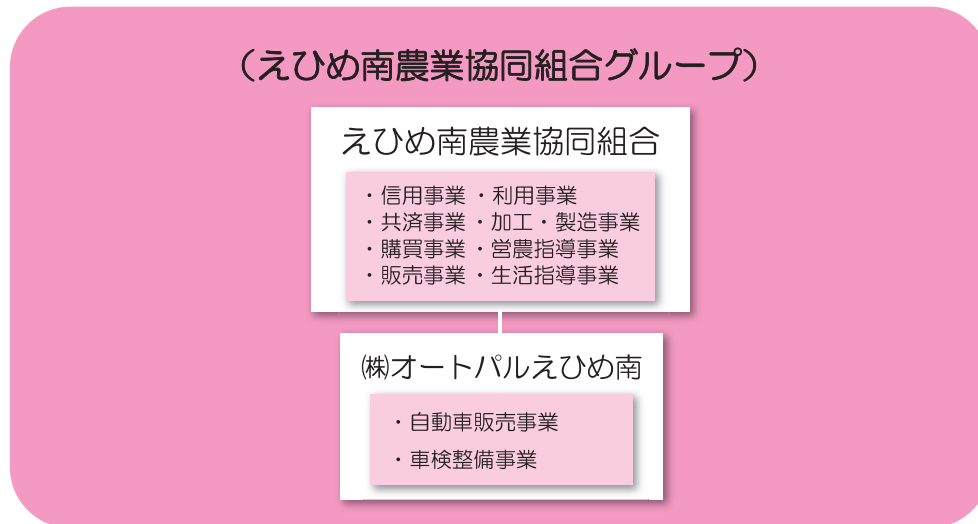 （えひめ南農業協同組合グループ）
えひめ南農業協同組合
・信用事業 ・利用事業
・共済事業 ・加工・製造事業
・購買事業 ・営農指導事業
・販売事業 ・生活指導事業
㈱オートパルえひめ南
・自動車販売事業
・車検整備事業